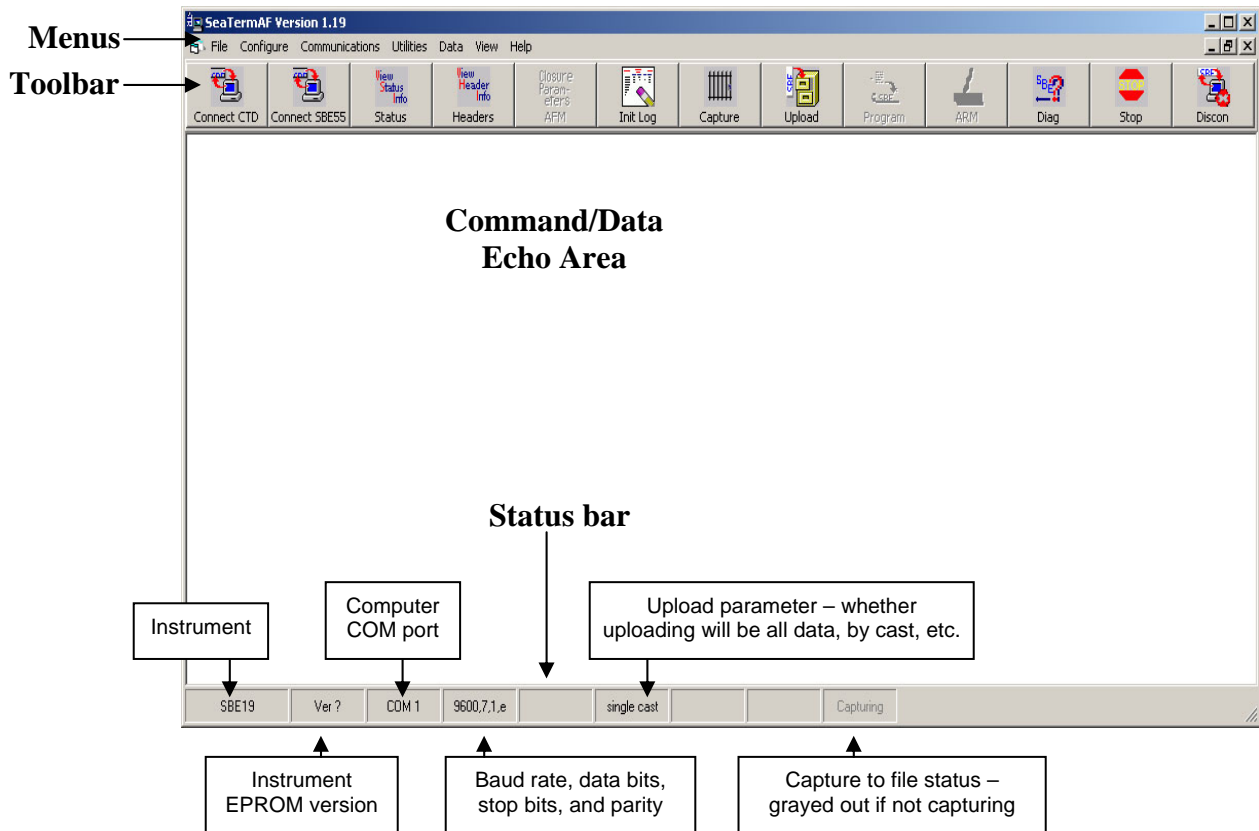 SeaTermAF Version 1.19
Menus
File Configure Communications Utilities Data View Help
Toolbar
View Status Info
View Header Info
Closure Param- eters
SBE
STOP
Connect CTD Connect SBE55 Status Headers AFM Init Log Capture Upload Program ARM Diag Stop Discon
Command/Data
Echo Area
Status bar
Instrument
Computer
COM port
Upload parameter – whether
uploading will be all data, by cast, etc.
SBE19 Ver ? COM 1 9600,7,1,e single cast Capturing
Instrument
EPROM version
Baud rate, data bits,
stop bits, and parity
Capture to file status –
grayed out if not capturing